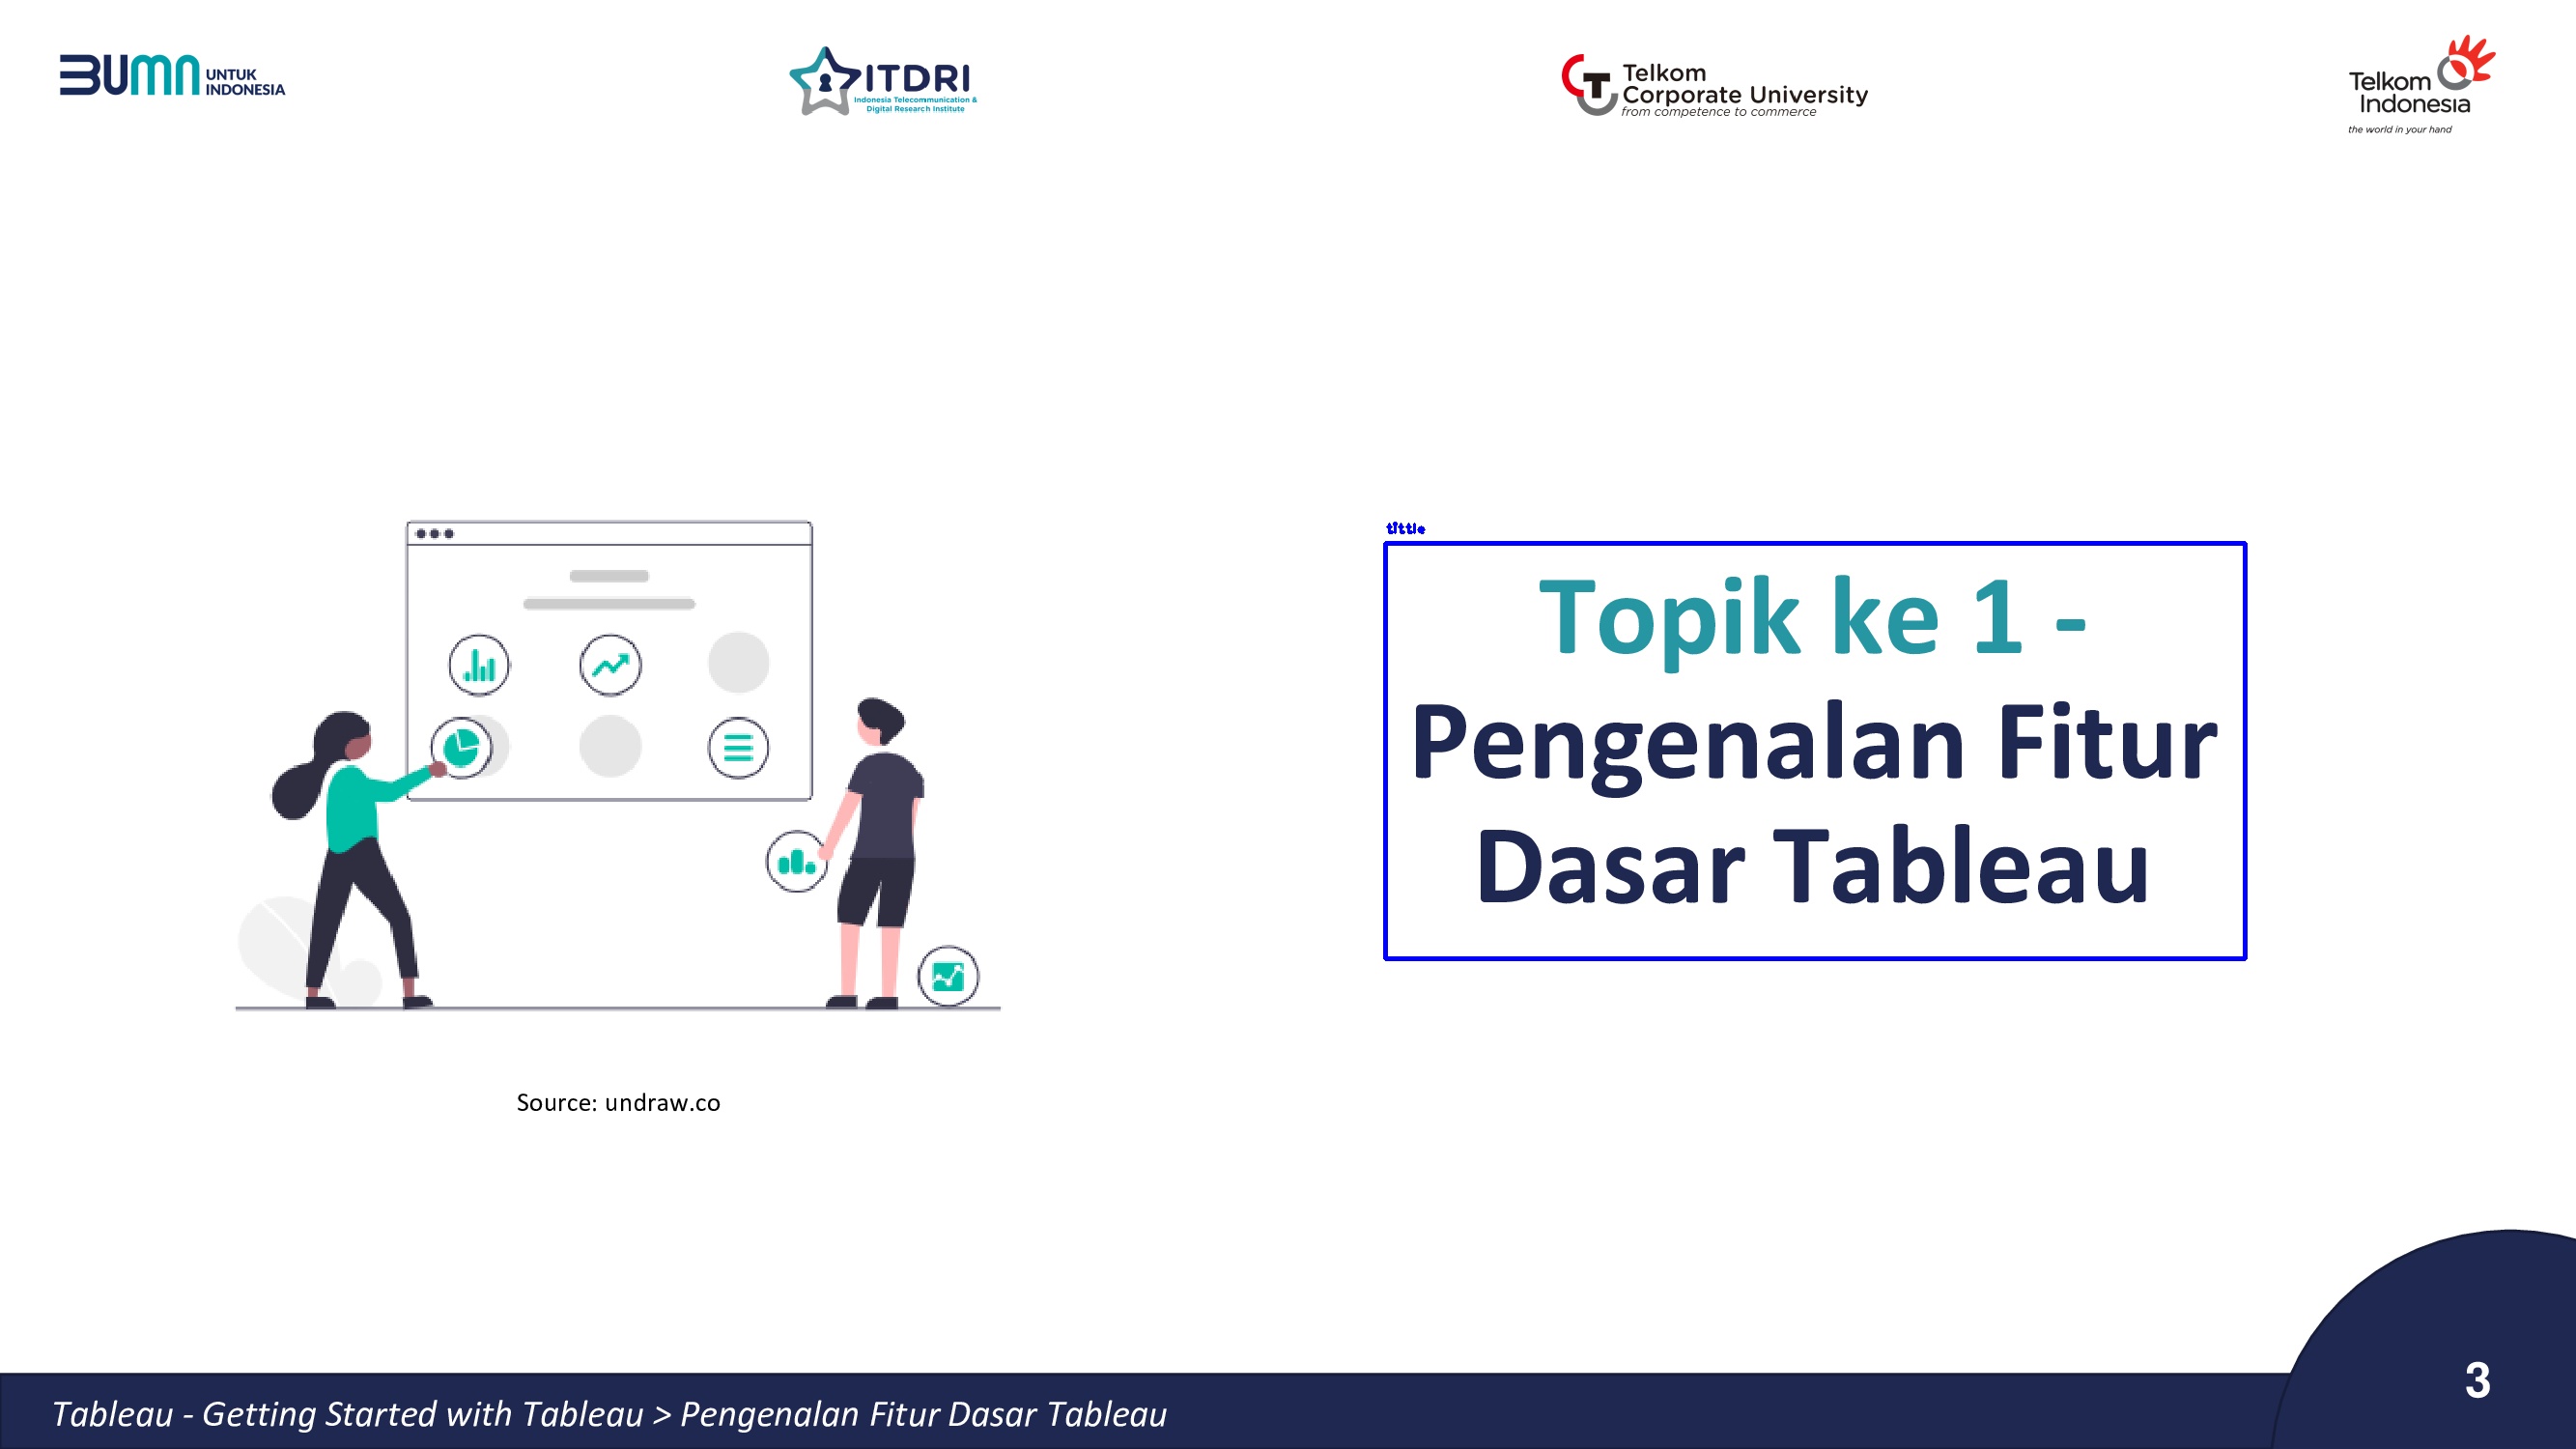 BUMN UNTUK
INDONESIA
ITDRI
Indonesia Telecommunication &
Digital Research Institute
Telkom
Corporate University
from competence to commerce
Telkom
Indonesia
the world in your hand
tittle
Topik ke 1 -
Pengenalan Fitur
Dasar Tableau
Source: undraw.co
Tableau - Getting Started with Tableau > Pengenalan Fitur Dasar Tableau
3